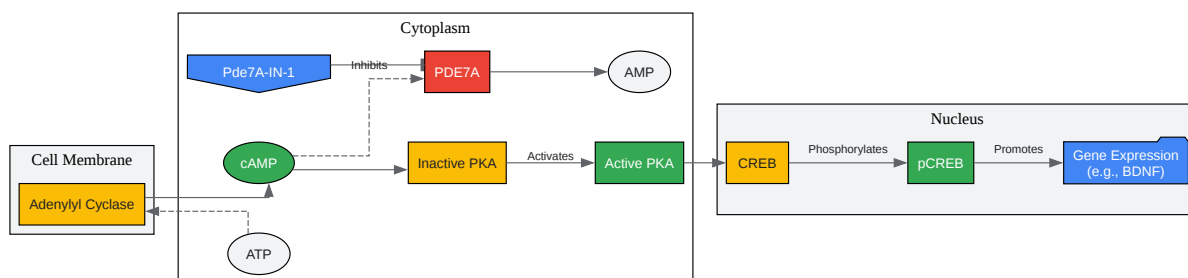 Cytoplasm
Pde7A-IN-1
Inhibits
PDE7A
AMP
Nucleus
Cell Membrane
cAMP
Inactive PKA
Activates
Active PKA
CREB
Phosphorylates
pCREB
Promotes
Gene Expression
(e.g., BDNF)
Adenylyl Cyclase
ATP